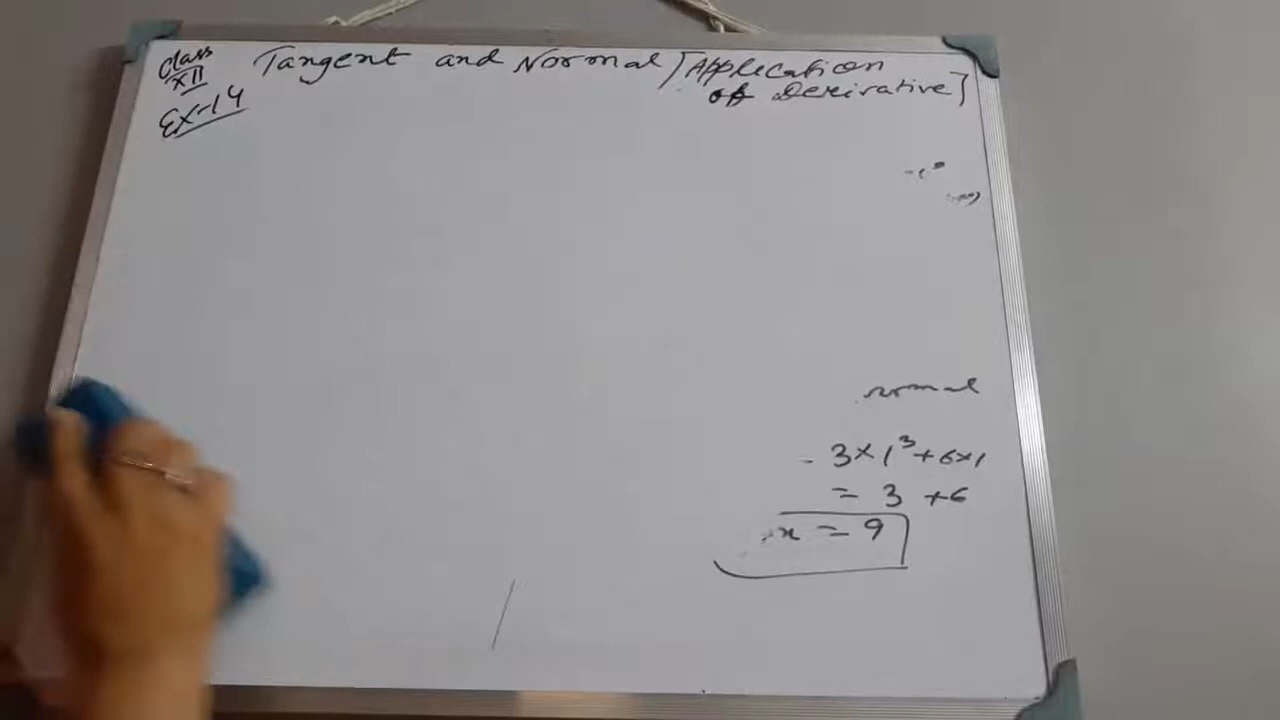 Class XII
Tangent and Normal [Application of Derivative]
Ex-14
normal
3×1³+6×1
= 3 +6
x = 9